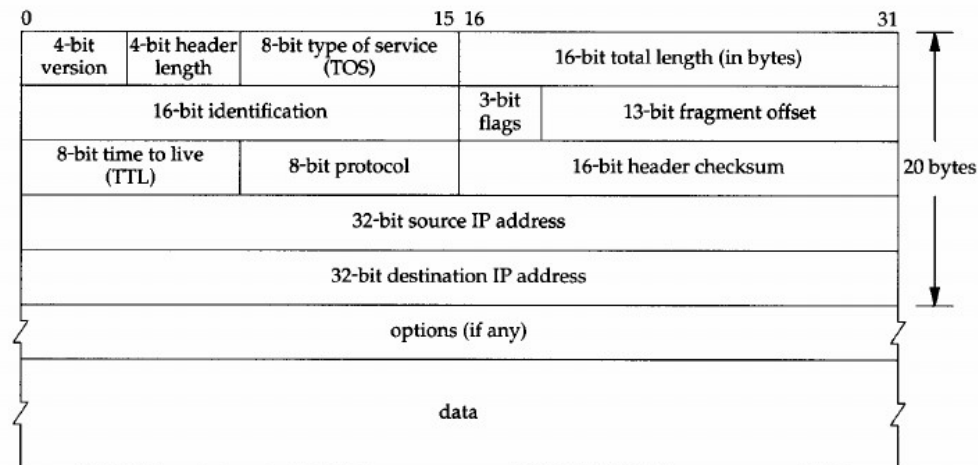 0 15 16 31
4-bit version 4-bit header length 8-bit type of service (TOS) 16-bit total length (in bytes)
16-bit identification 3-bit flags 13-bit fragment offset
8-bit time to live (TTL) 8-bit protocol 16-bit header checksum 20 bytes
32-bit source IP address
32-bit destination IP address
options (if any)
data